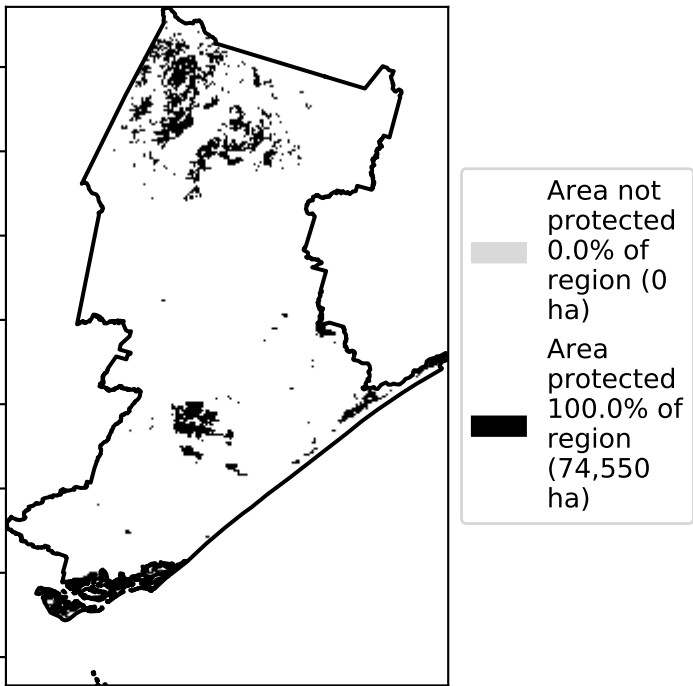 Area not
protected
0.0% of
region (0
ha)
Area
protected
100.0% of
region
(74,550
ha)